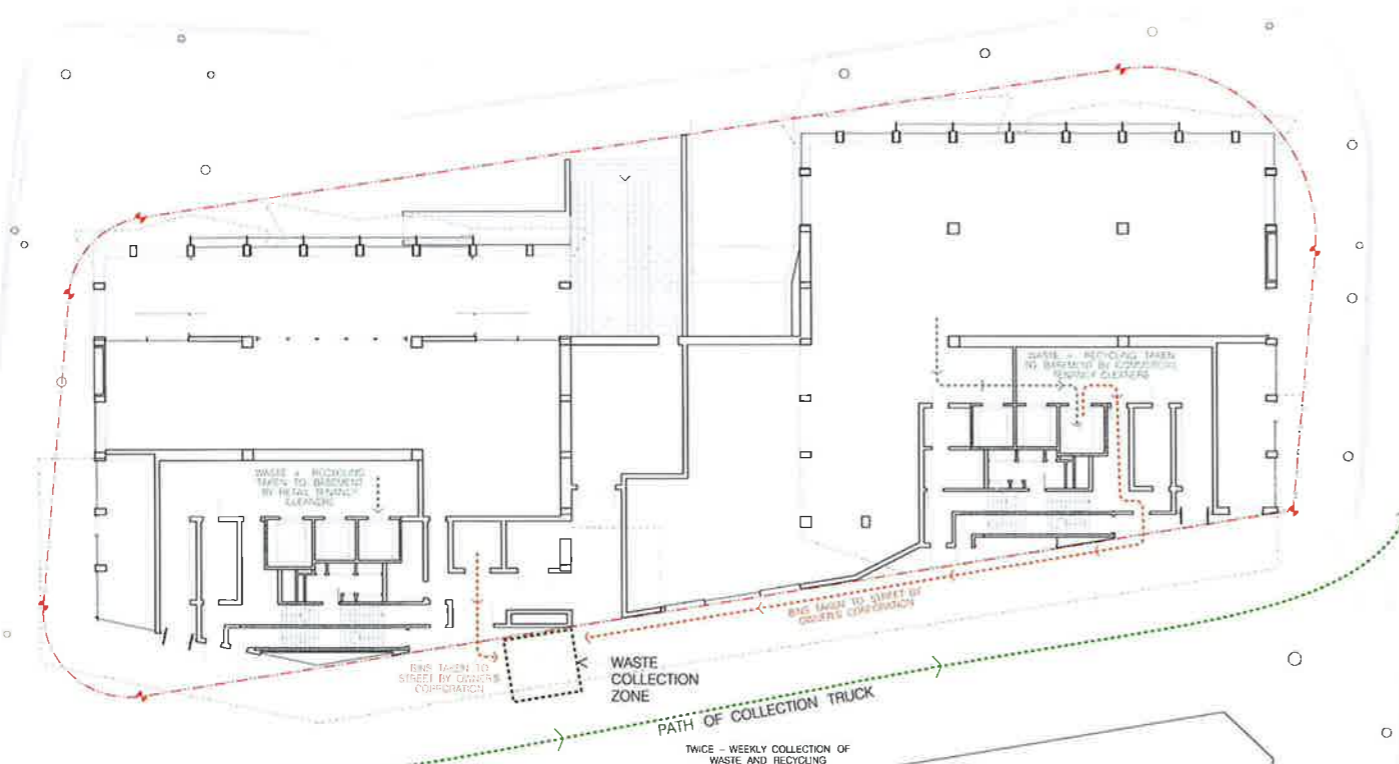 WASTE + RECYCLING TAKEN
TO BASEMENT BY COMMERCIAL
TENANCY CLEANERS
WASTE + RECYCLING
TAKEN TO BASEMENT
BY RETAIL TENANCY
CLEANERS
BINS TAKEN TO STREET BY
OWNERS CORPORATION
BINS TAKEN TO
STREET BY OWNERS
CORPORATION
WASTE
COLLECTION
ZONE
PATH OF COLLECTION TRUCK
TWICE - WEEKLY COLLECTION OF
WASTE AND RECYCLING